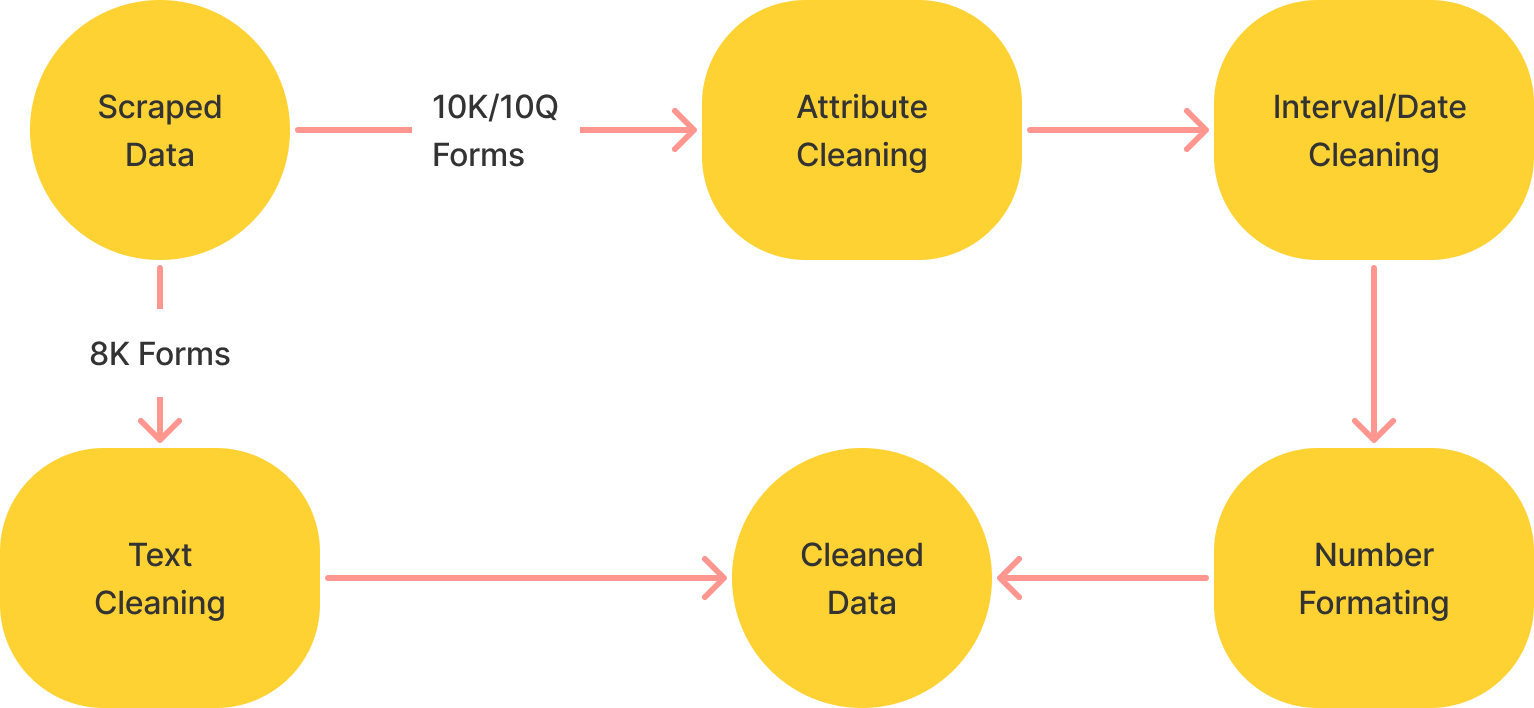 Scraped
Data
10K/10Q
Forms
Attribute
Cleaning
Interval/Date
Cleaning
8K Forms
Text
Cleaning
Cleaned
Data
Number
Formating